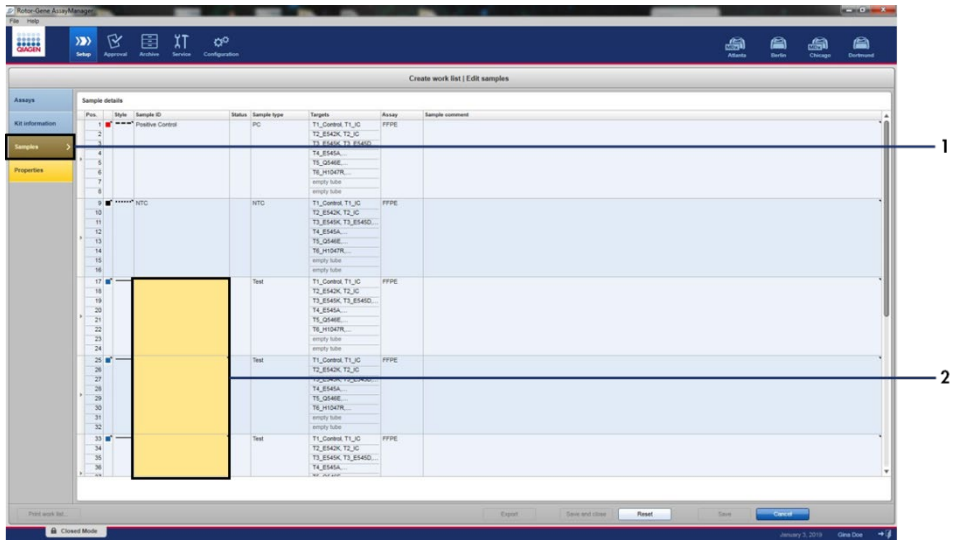 Rotor-Gene AssayManager
File Help
QIAGEN
Setup Approval Archive Service Configuration
Atlanta Berlin Chicago Dortmund
Create work list | Edit samples
Assays
Kit information
Samples
Properties
Sample details
Pos. Style Sample ID Status Sample type Targets Assay Sample comment
1 Positive Control PC T1_Control, T1_IC FFPE
2 T2_E542K, T2_IC
3 T3_E545K, T3_E545D,...
4 T4_E545A,...
5 T5_Q546E,...
6 T6_H1047R,...
7 empty tube
8 empty tube
9 NTC NTC T1_Control, T1_IC FFPE
10 T2_E542K, T2_IC
11 T3_E545K, T3_E545D,...
12 T4_E545A,...
13 T5_Q546E,...
14 T6_H1047R,...
15 empty tube
16 empty tube
17 Test T1_Control, T1_IC FFPE
18 T2_E542K, T2_IC
19 T3_E545K, T3_E545D,...
20 T4_E545A,...
21 T5_Q546E,...
22 T6_H1047R,...
23 empty tube
24 empty tube
25 Test T1_Control, T1_IC FFPE
26 T2_E542K, T2_IC
27 T3_E545K, T3_E545D,...
28 T4_E545A,...
29 T5_Q546E,...
30 T6_H1047R,...
31 empty tube
32 empty tube
33 Test T1_Control, T1_IC FFPE
34 T2_E542K, T2_IC
35 T3_E545K, T3_E545D,...
36 T4_E545A,...
Print work list... Export Save and close Reset Save Cancel
Closed Mode January 3, 2019 Gina Doe
1
2